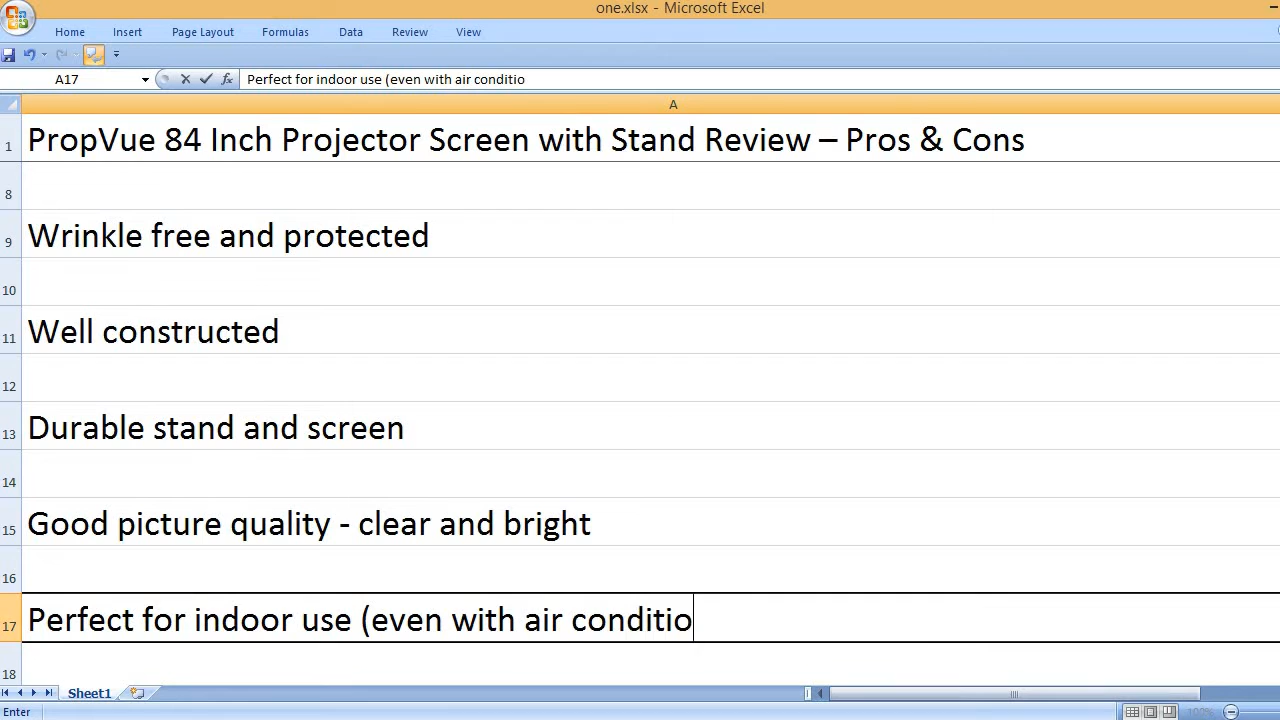 one.xlsx - Microsoft Excel
Home Insert Page Layout Formulas Data Review View
A17 fx Perfect for indoor use (even with air conditio
A
1 PropVue 84 Inch Projector Screen with Stand Review – Pros & Cons
8
9 Wrinkle free and protected
10
11 Well constructed
12
13 Durable stand and screen
14
15 Good picture quality - clear and bright
16
17 Perfect for indoor use (even with air conditio
18
Sheet1
Enter 100%